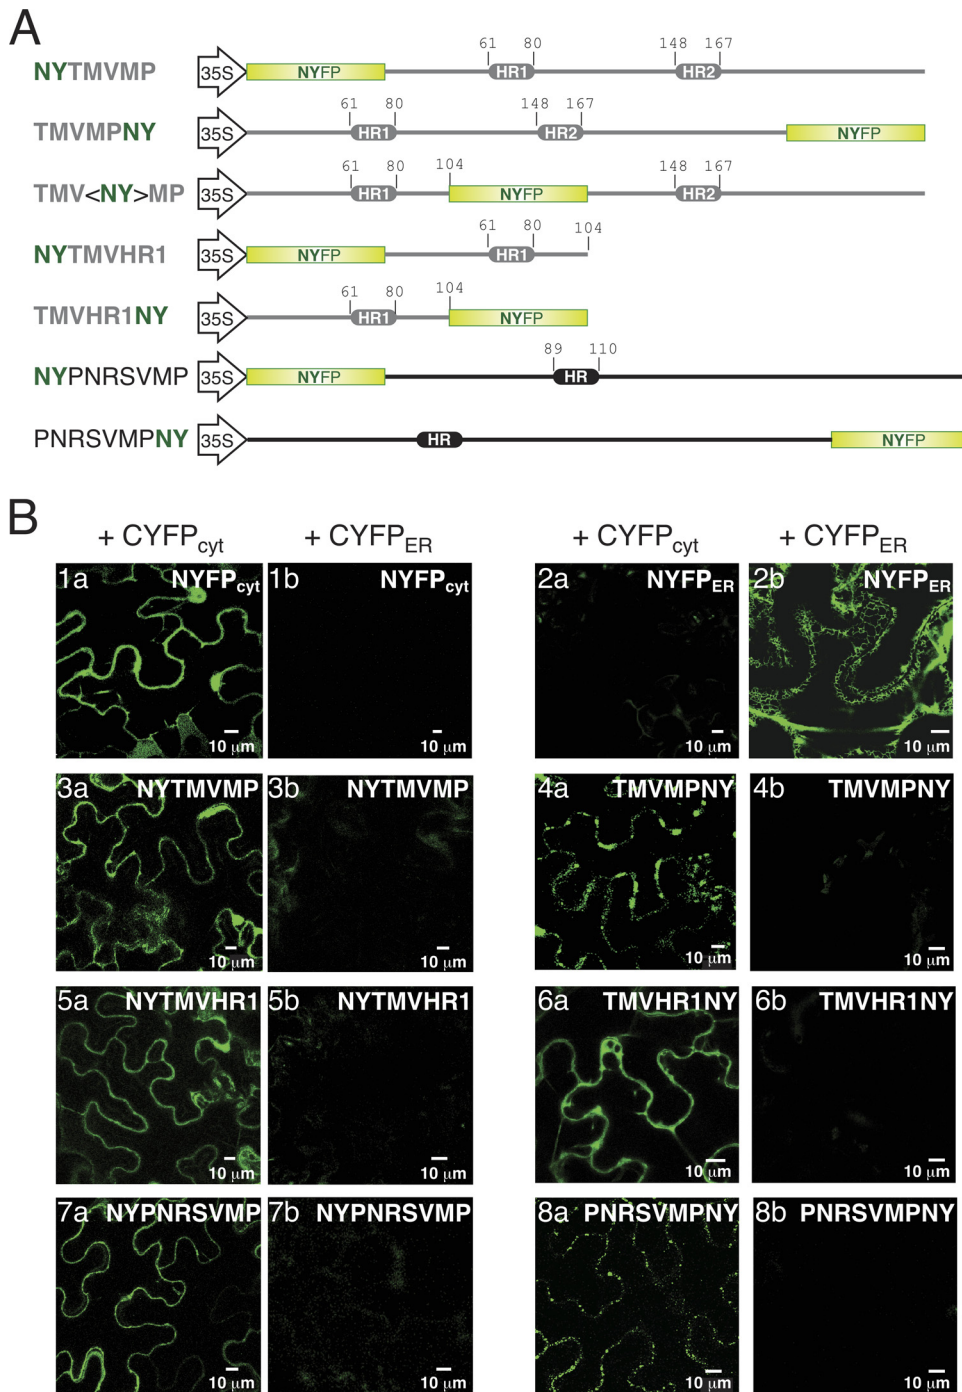 A
61 80 148 167
NYTMVMP 35S NYFP HR1 HR2
61 80 148 167
TMVMPNY 35S HR1 HR2 NYFP
61 80 104 148 167
TMV<NY>MP 35S HR1 NYFP HR2
61 80 104
NYTMVHR1 35S NYFP HR1
61 80 104
TMVHR1NY 35S HR1 NYFP
89 110
NYPNRSVMP 35S NYFP HR
PNRSVMPNY 35S HR NYFP
B
+ CYFPcyt + CYFPER + CYFPcyt + CYFPER
1a NYFPcyt 1b NYFPcyt 2a NYFPER 2b NYFPER
10 μm 10 μm 10 μm 10 μm
3a NYTMVMP 3b NYTMVMP 4a TMVMPNY 4b TMVMPNY
10 μm 10 μm 10 μm 10 μm
5a NYTMVHR1 5b NYTMVHR1 6a TMVHR1NY 6b TMVHR1NY
10 μm 10 μm 10 μm 10 μm
7a NYPNRSVMP 7b NYPNRSVMP 8a PNRSVMPNY 8b PNRSVMPNY
10 μm 10 μm 10 μm 10 μm